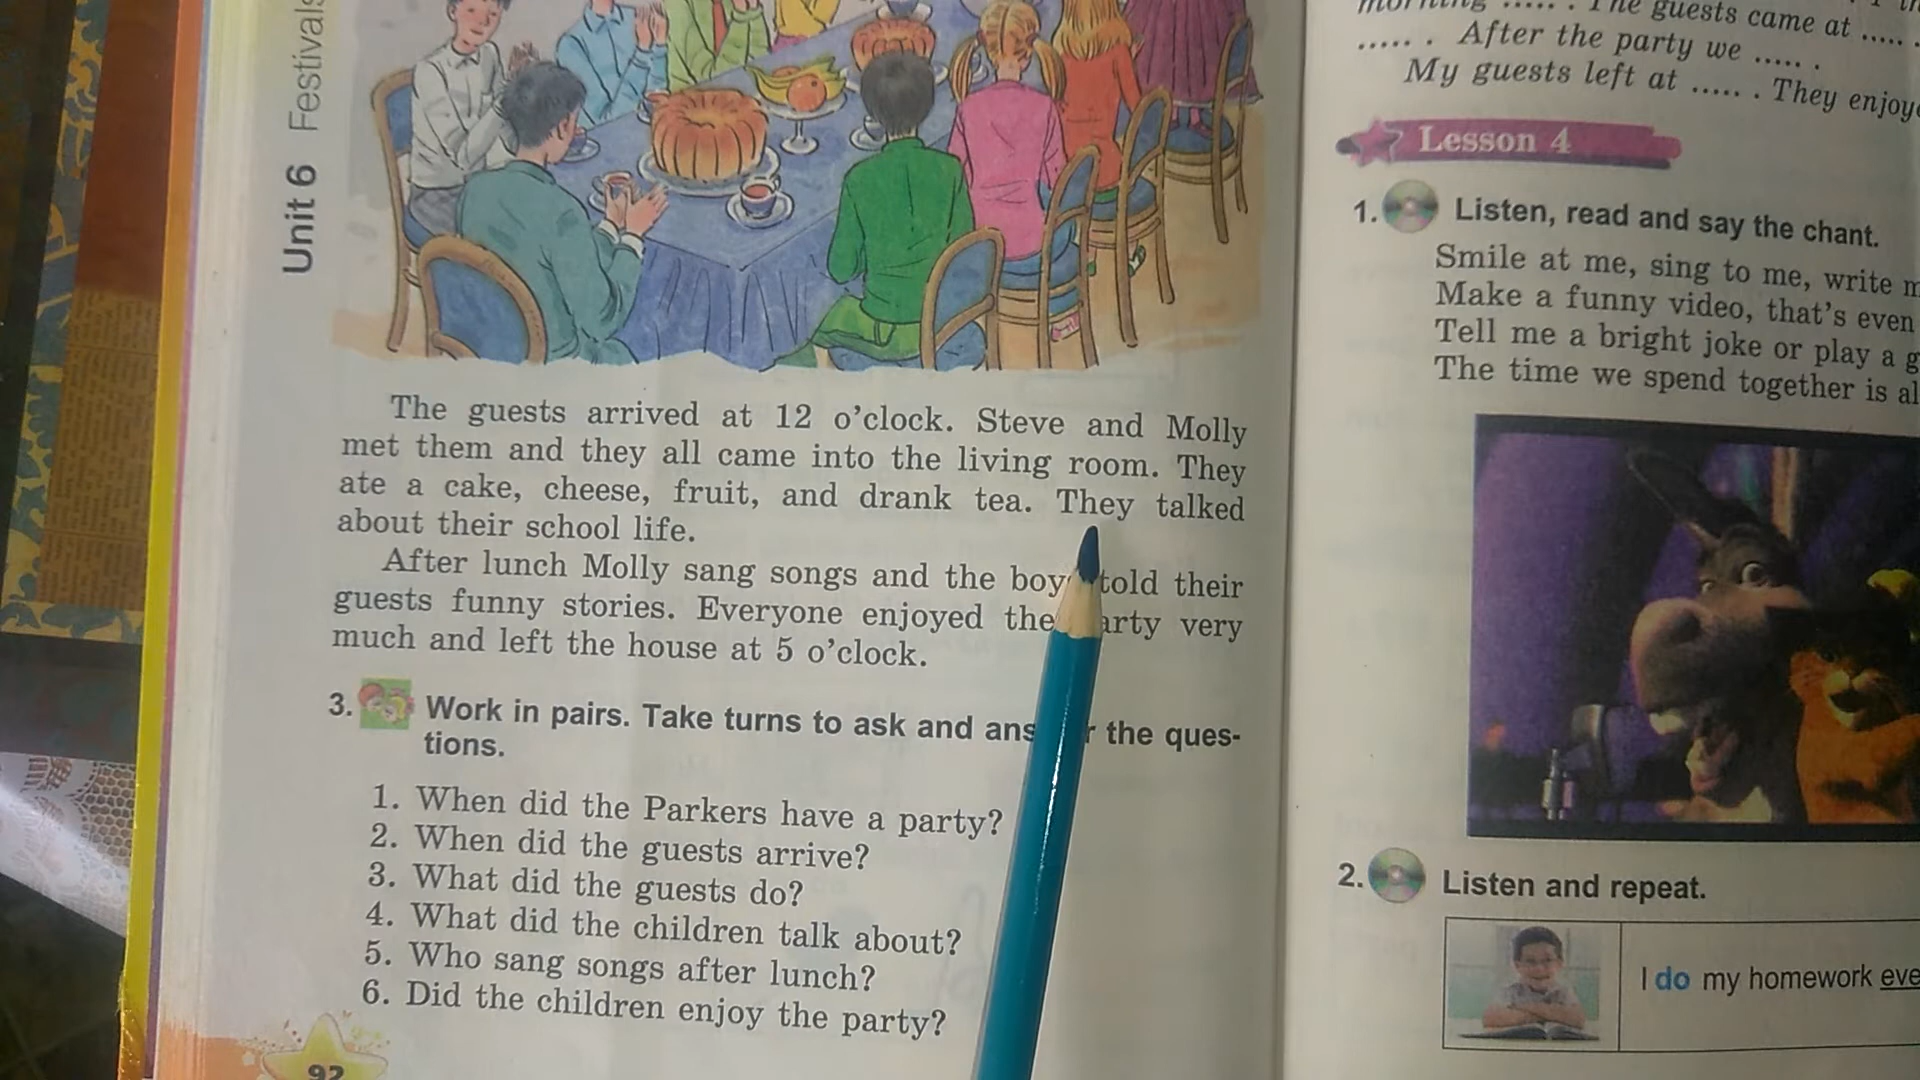 Unit 6 Festivals
The guests arrived at 12 o'clock. Steve and Molly
met them and they all came into the living room. They
ate a cake, cheese, fruit, and drank tea. They talked
about their school life.
After lunch Molly sang songs and the boys told their
guests funny stories. Everyone enjoyed the party very
much and left the house at 5 o'clock.
3. Work in pairs. Take turns to ask and answer the ques-
tions.
1. When did the Parkers have a party?
2. When did the guests arrive?
3. What did the guests do?
4. What did the children talk about?
5. Who sang songs after lunch?
6. Did the children enjoy the party?
92
morning ..... . The guests came at .....
..... . After the party we ..... .
My guests left at ..... . They
Lesson 4
1. Listen, read and say the chant.
Smile at me, sing to me, write
Make a funny video, that's even
Tell me a bright joke or play a
The time we spend together is
2. Listen and repeat.
I do my homework